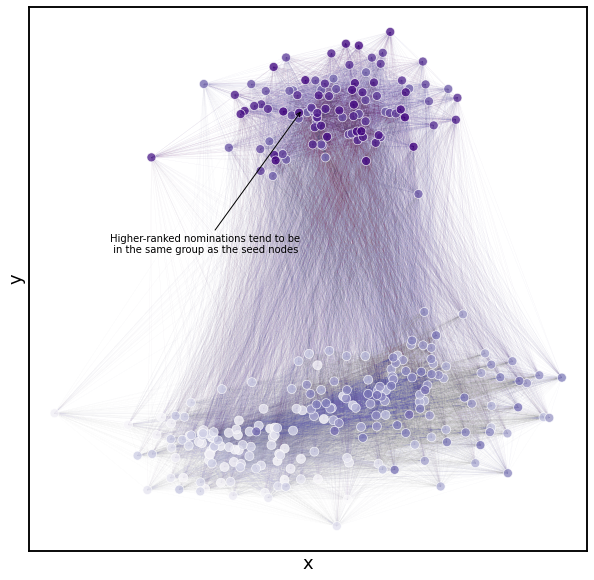 Higher-ranked nominations tend to be
in the same group as the seed nodes
y
x